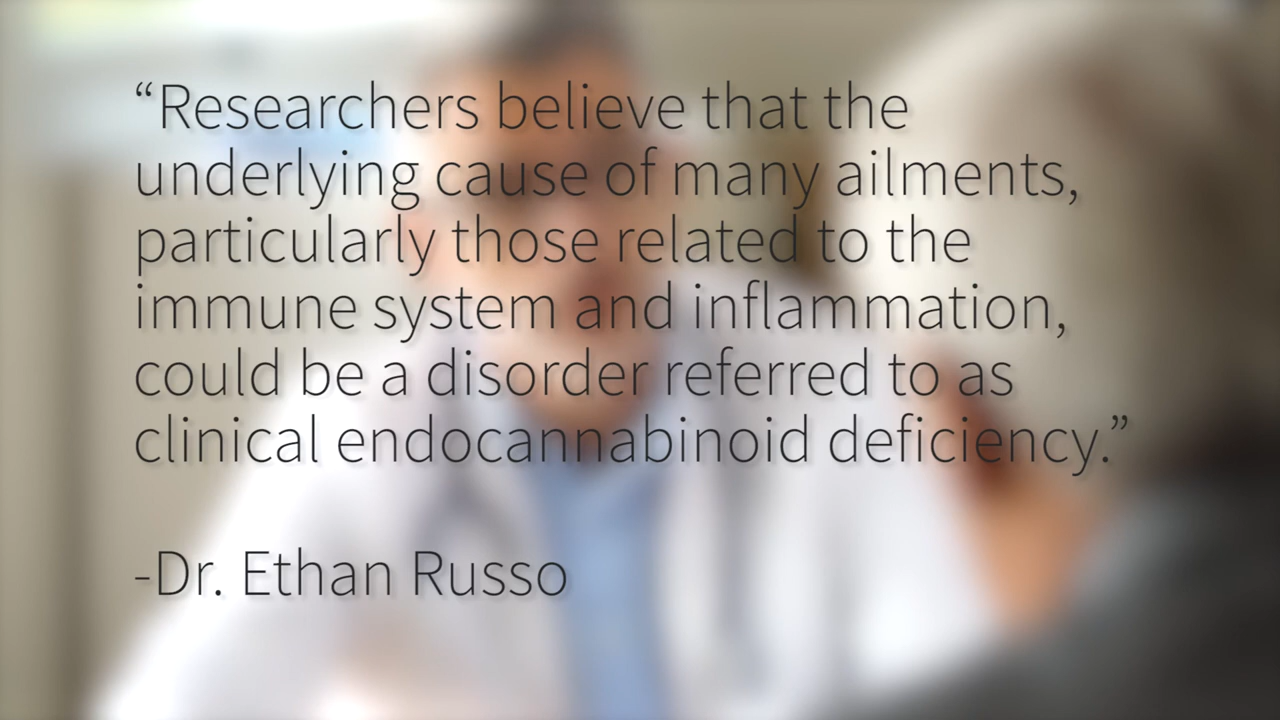 “Researchers believe that the
underlying cause of many ailments,
particularly those related to the
immune system and inflammation,
could be a disorder referred to as
clinical endocannabinoid deficiency.”
-Dr. Ethan Russo